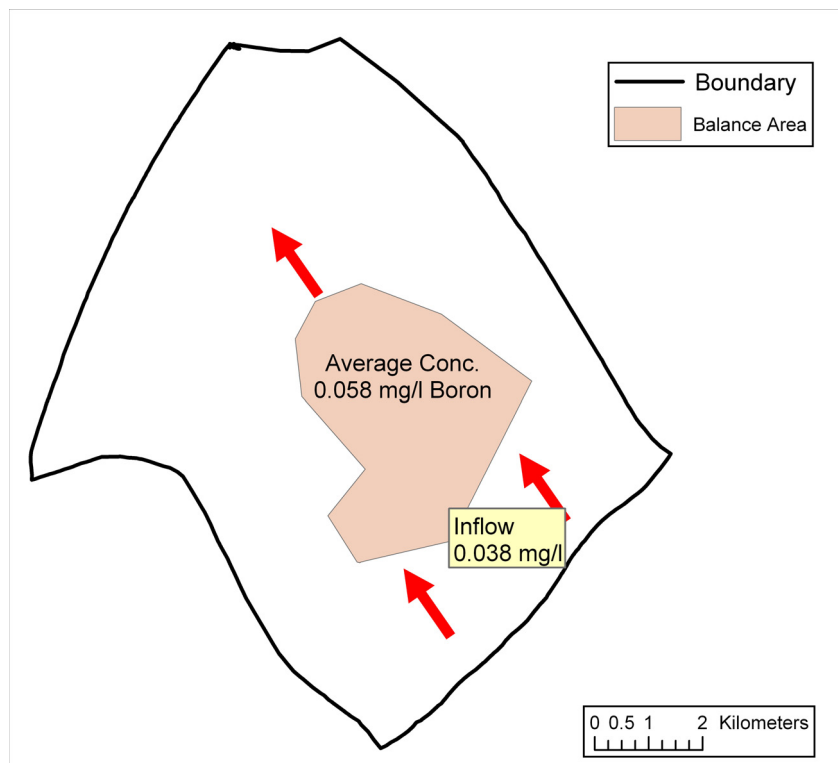 Boundary
Balance Area
Average Conc.
0.058 mg/l Boron
Inflow
0.038 mg/l
0 0.5 1 2 Kilometers